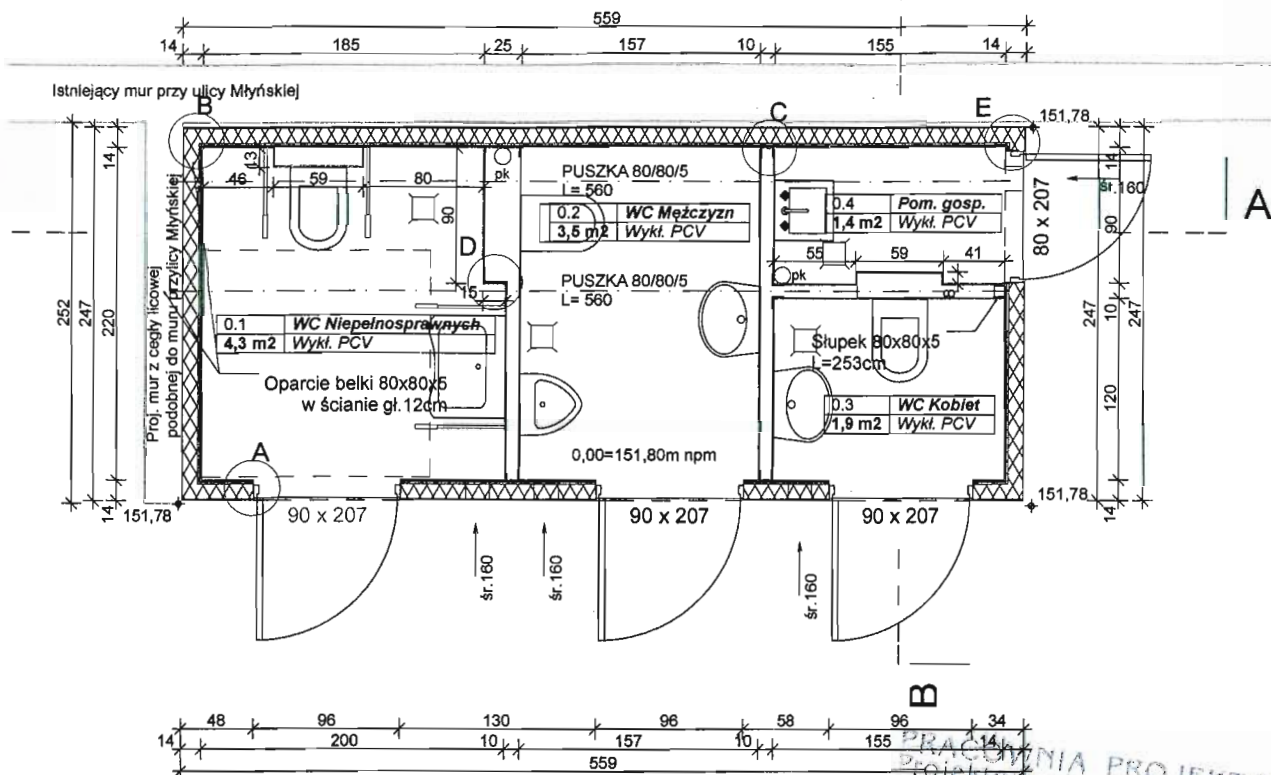 559
14 185 25 157 10 155 14
Istniejący mur przy ulicy Młyńskiej
B
C
E
151,78
252
247
14
220
14
Proj. mur z cegły licowej
podobnej do muru przylicy Młyńskiej
13
46 59 80
90
pk
PUSZKA 80/80/5
L= 560
0.2 WC Mężczyzn
3,5 m2 Wykł. PCV
0.4 Pom. gosp.
1,4 m2 Wykł. PCV
80 x 207
śr.160
A
14
90
10
120
14
247
247
D
15
PUSZKA 80/80/5
L= 560
55 59 41
pk
8
0.1 WC Niepełnosprawnych
4,3 m2 Wykł. PCV
Oparcie belki 80x80x5
w ścianie gł.12cm
Słupek 80x80x5
L=253cm
0.3 WC Kobiet
1,9 m2 Wykł. PCV
A
0,00=151,80m npm
151,78
90 x 207
90 x 207
90 x 207
151,78
śr.160
śr.160
śr.160
B
48 96 130 96 58 96 34
14 200 10 157 10 155 14
559
PRACOWNIA